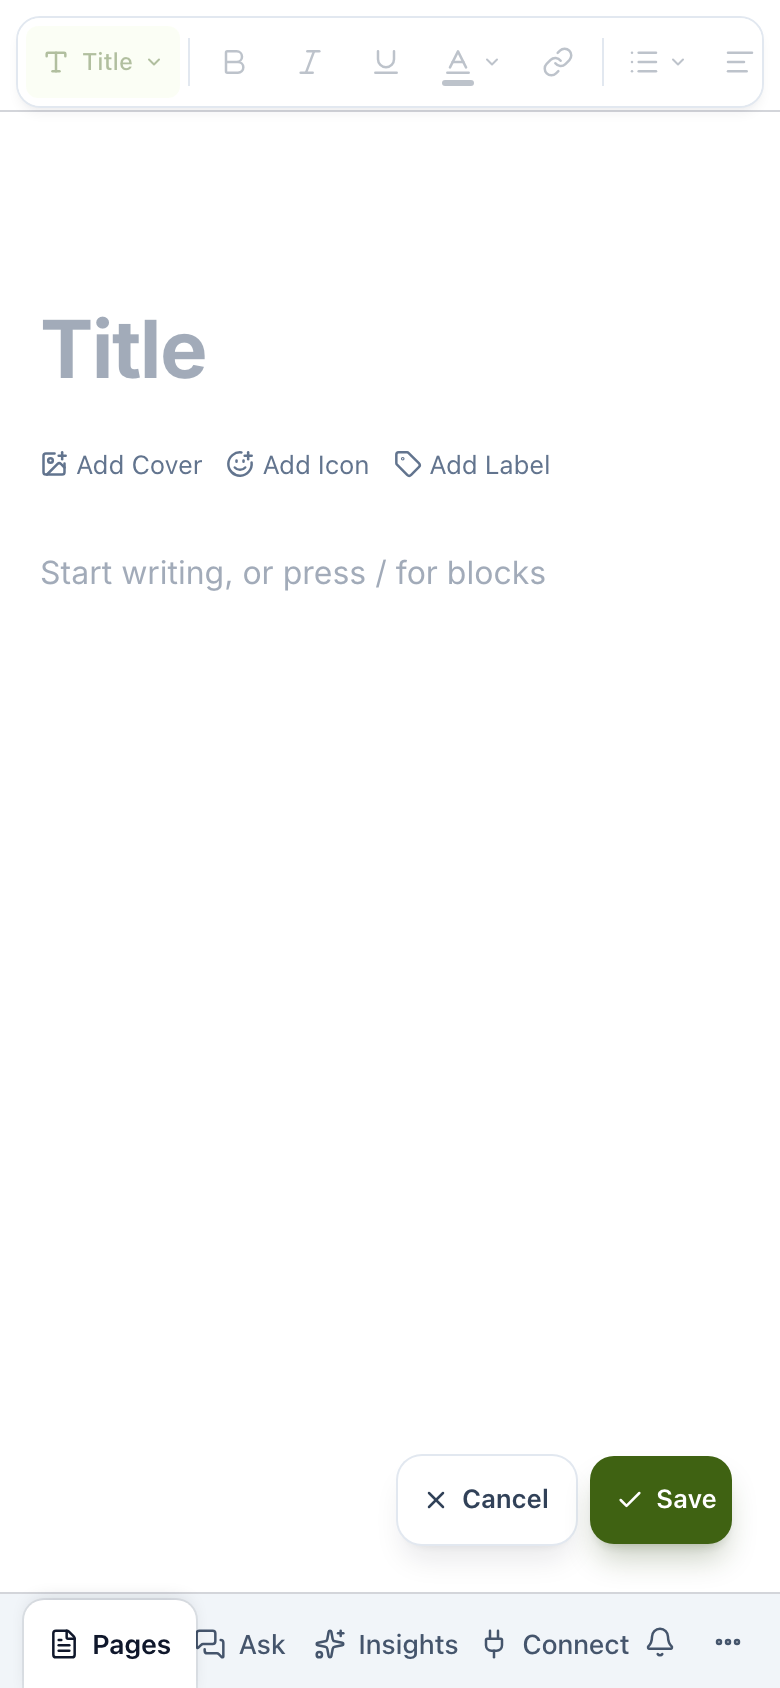 Title
Title
Add Cover Add Icon Add Label
Start writing, or press / for blocks
Cancel Save
Pages Ask Insights Connect